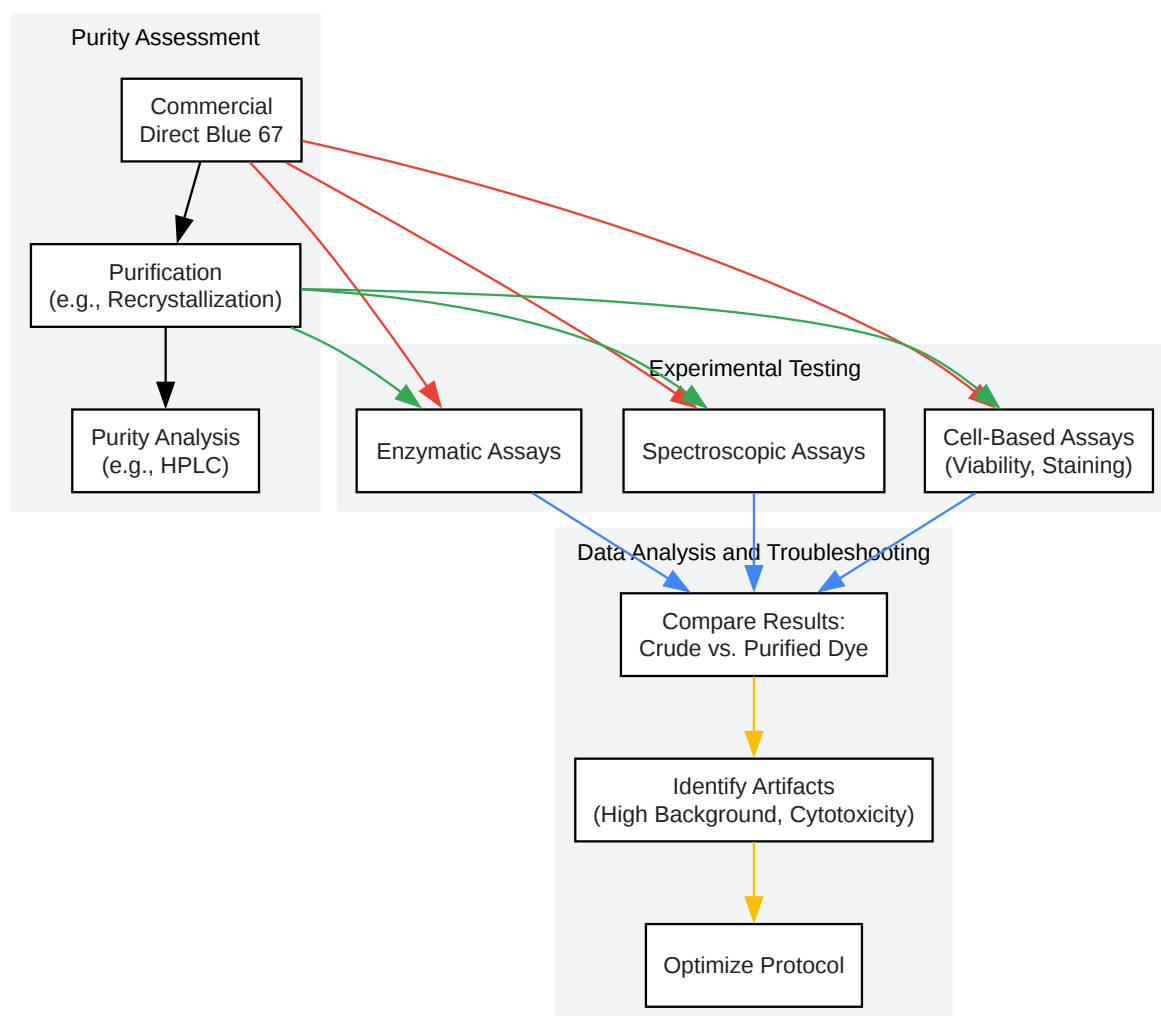 Purity Assessment
Commercial
Direct Blue 67
Purification
(e.g., Recrystallization)
Purity Analysis
(e.g., HPLC)
Experimental Testing
Enzymatic Assays
Spectroscopic Assays
Cell-Based Assays
(Viability, Staining)
Data Analysis and Troubleshooting
Compare Results:
Crude vs. Purified Dye
Identify Artifacts
(High Background, Cytotoxicity)
Optimize Protocol